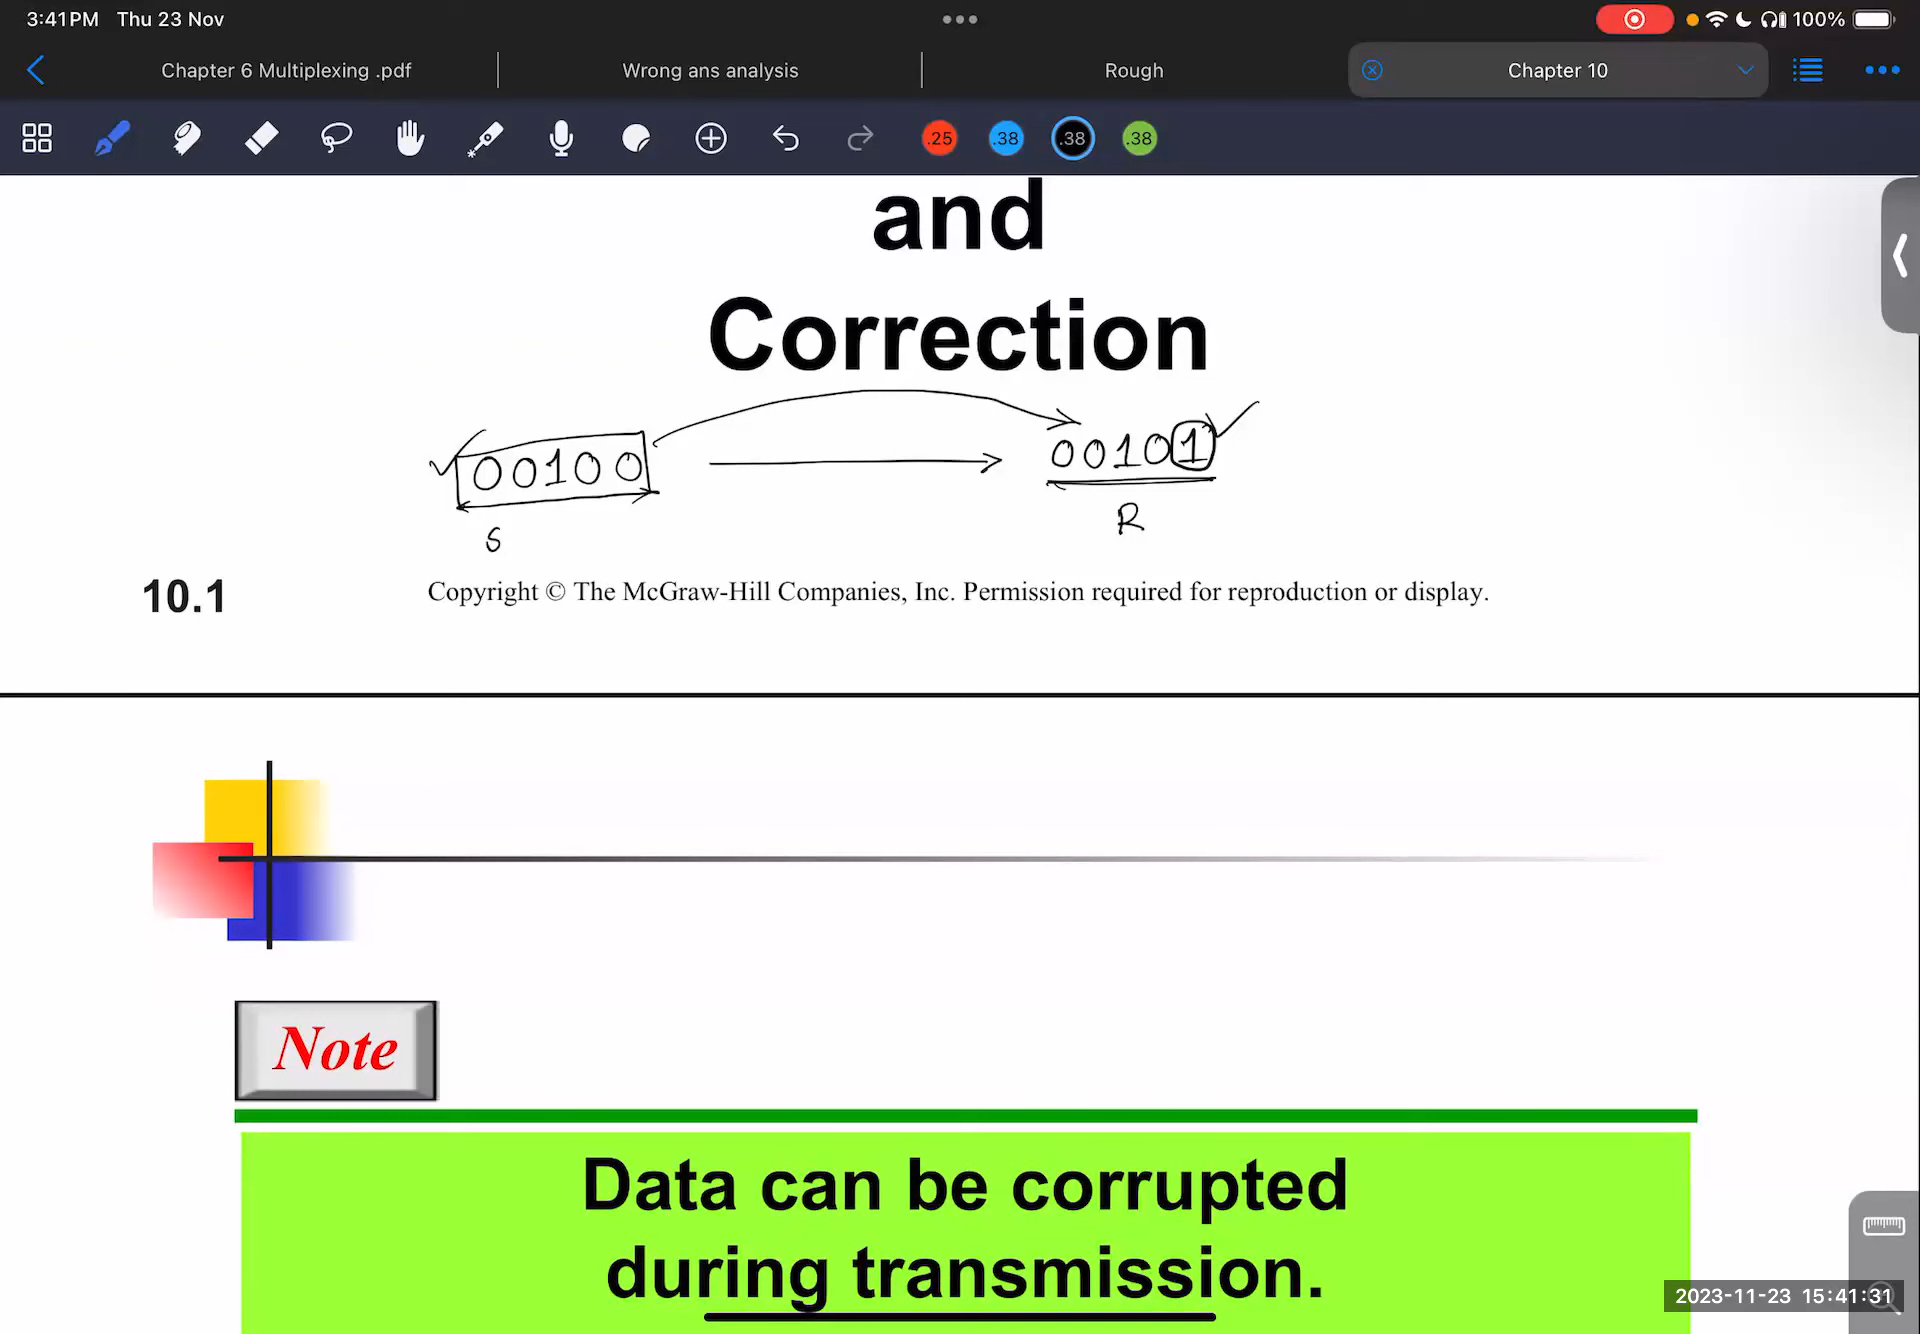 3:41 PM Thu 23 Nov
100%
Chapter 6 Multiplexing .pdf
Wrong ans analysis
Rough
Chapter 10
.25 .38 .38 .38
and
Correction
00100
00101
S
R
10.1
Copyright © The McGraw-Hill Companies, Inc. Permission required for reproduction or display.
Note
Data can be corrupted
during transmission.
2023-11-23 15:41:31